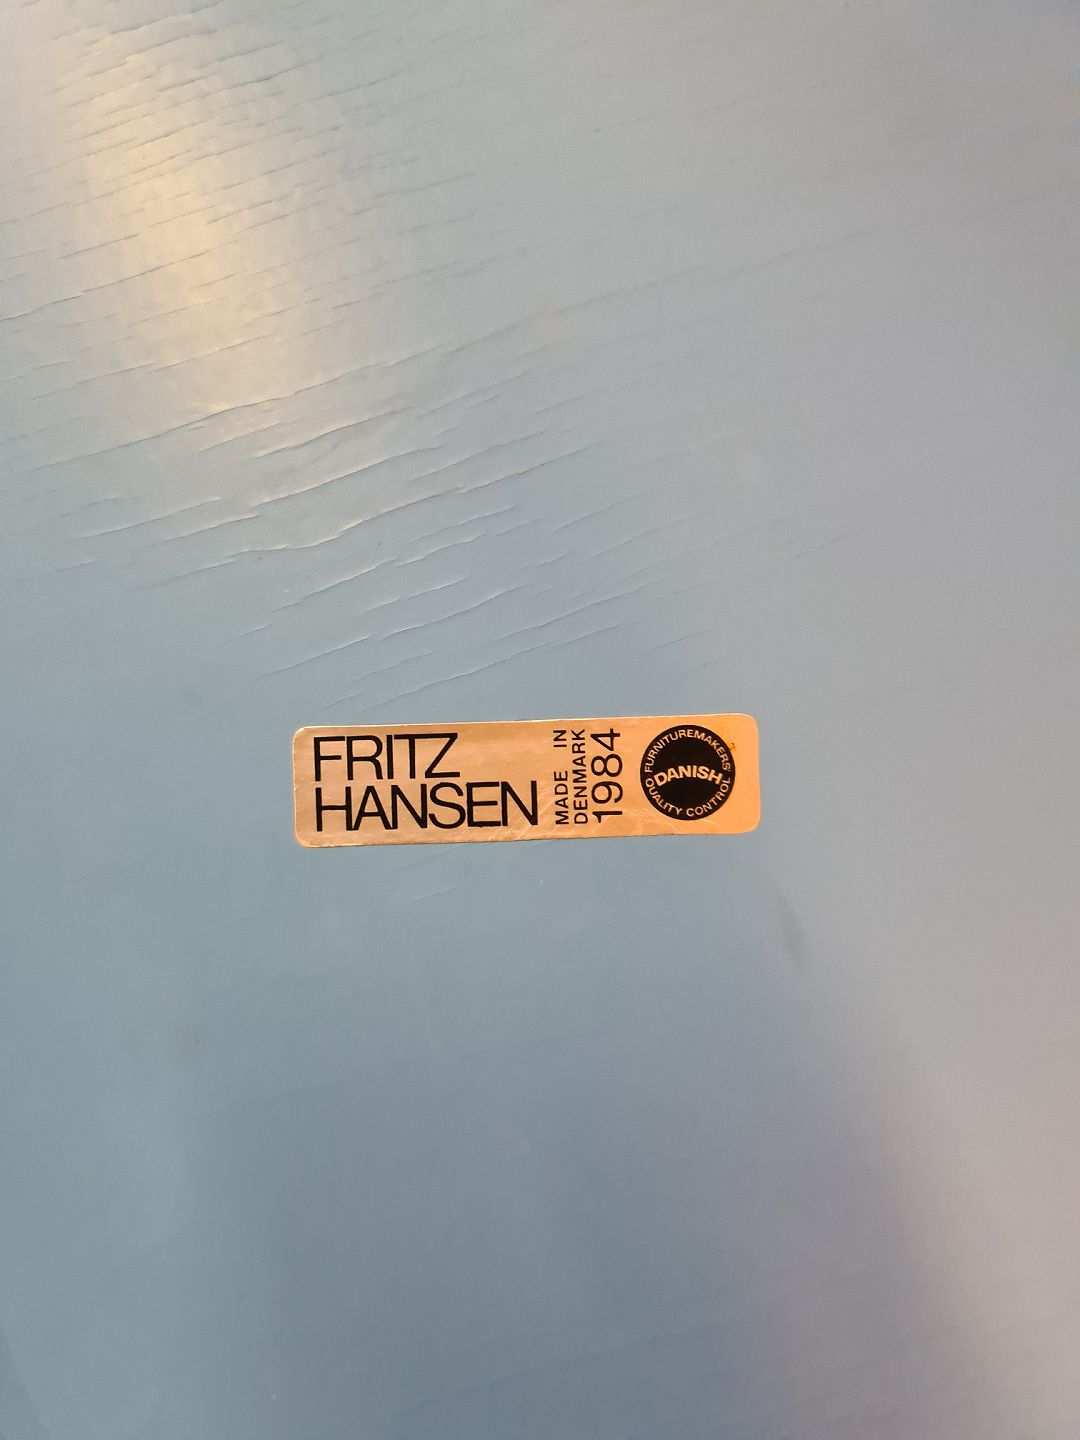 FRITZ
HANSEN
MADE IN
DENMARK
1984
FURNITUREMAKERS'
DANISH
QUALITY CONTROL